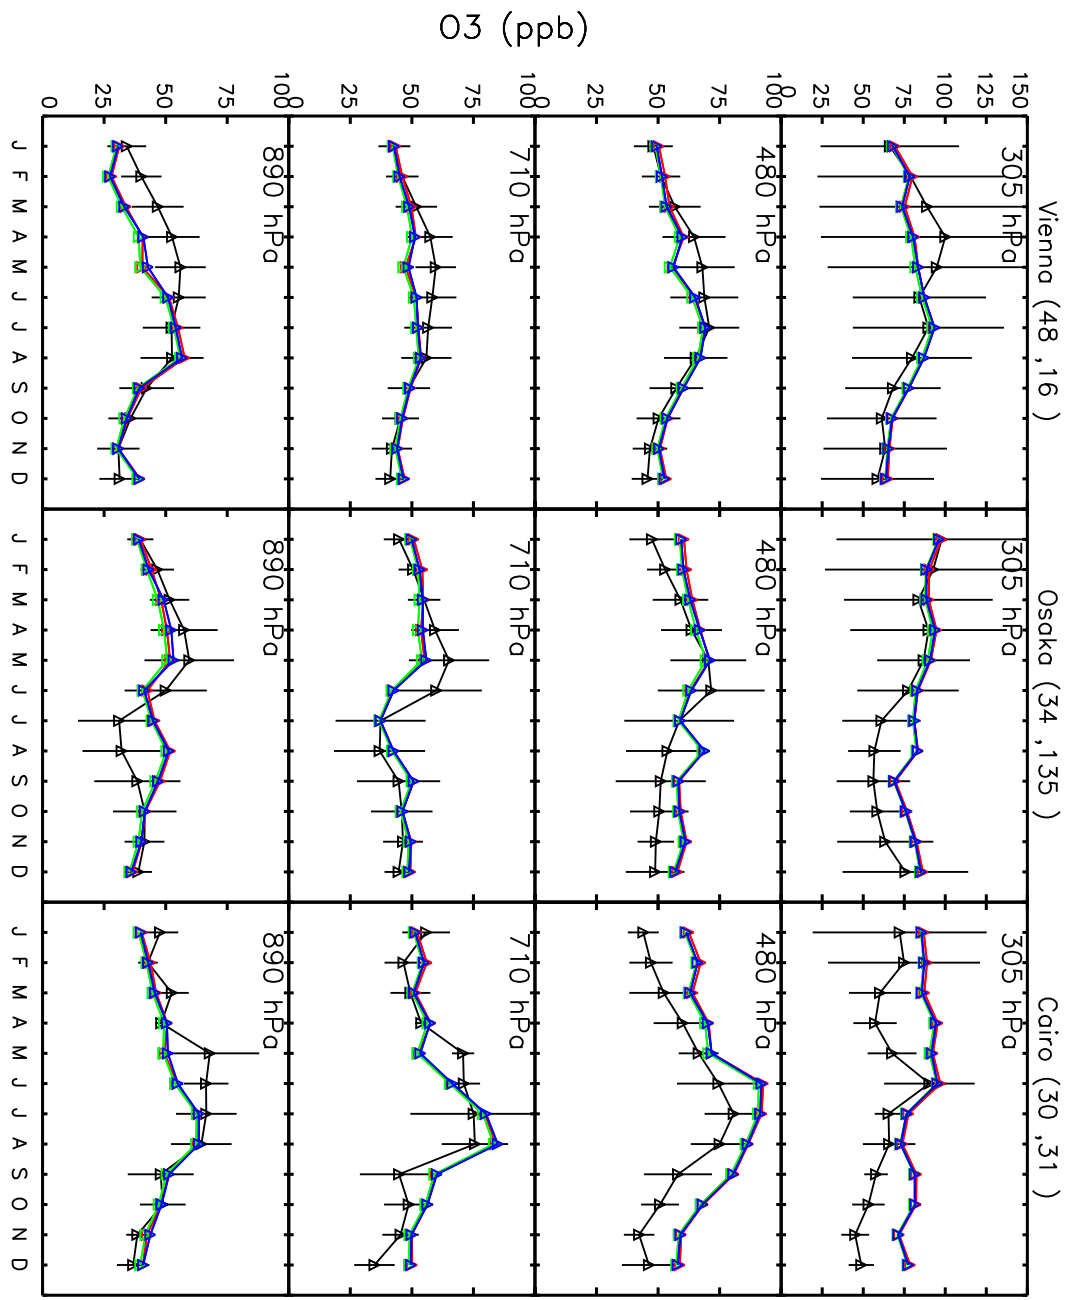 O3 (ppb)
Vienna (48 ,16 )
Osaka (34 ,135 )
Cairo (30 ,31 )
305 hPa
305 hPa
305 hPa
480 hPa
480 hPa
480 hPa
710 hPa
710 hPa
710 hPa
890 hPa
890 hPa
890 hPa
0 25 50 75 100 125 150
0 25 50 75 100
0 25 50 75 100
0 25 50 75 100
J F M A M J J A S O N D
J F M A M J J A S O N D
J F M A M J J A S O N D